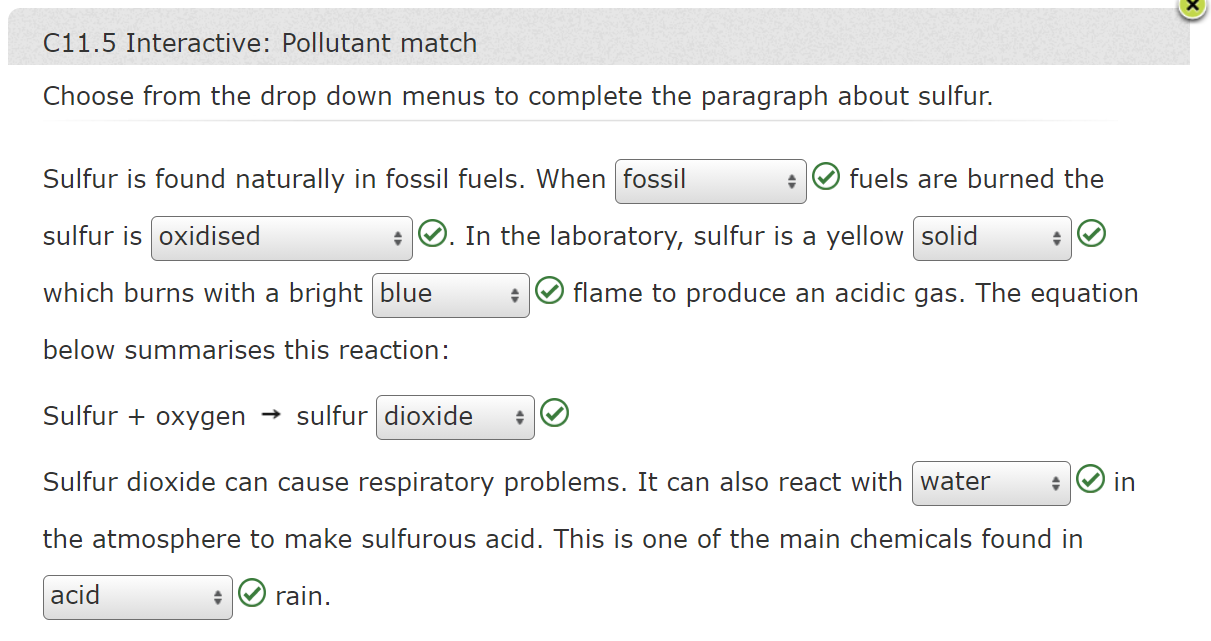 C11.5 Interactive: Pollutant match
Choose from the drop down menus to complete the paragraph about sulfur.
Sulfur is found naturally in fossil fuels. When fossil fuels are burned the
sulfur is oxidised . In the laboratory, sulfur is a yellow solid
which burns with a bright blue flame to produce an acidic gas. The equation
below summarises this reaction:
Sulfur + oxygen → sulfur dioxide
Sulfur dioxide can cause respiratory problems. It can also react with water in
the atmosphere to make sulfurous acid. This is one of the main chemicals found in
acid rain.